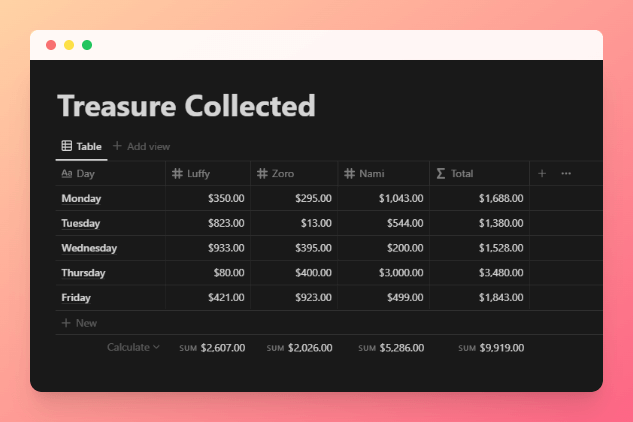 Treasure Collected
Table + Add view
Aa Day # Luffy # Zoro # Nami Σ Total + •••
Monday $350.00 $295.00 $1,043.00 $1,688.00
Tuesday $823.00 $13.00 $544.00 $1,380.00
Wednesday $933.00 $395.00 $200.00 $1,528.00
Thursday $80.00 $400.00 $3,000.00 $3,480.00
Friday $421.00 $923.00 $499.00 $1,843.00
+ New
Calculate SUM $2,607.00 SUM $2,026.00 SUM $5,286.00 SUM $9,919.00